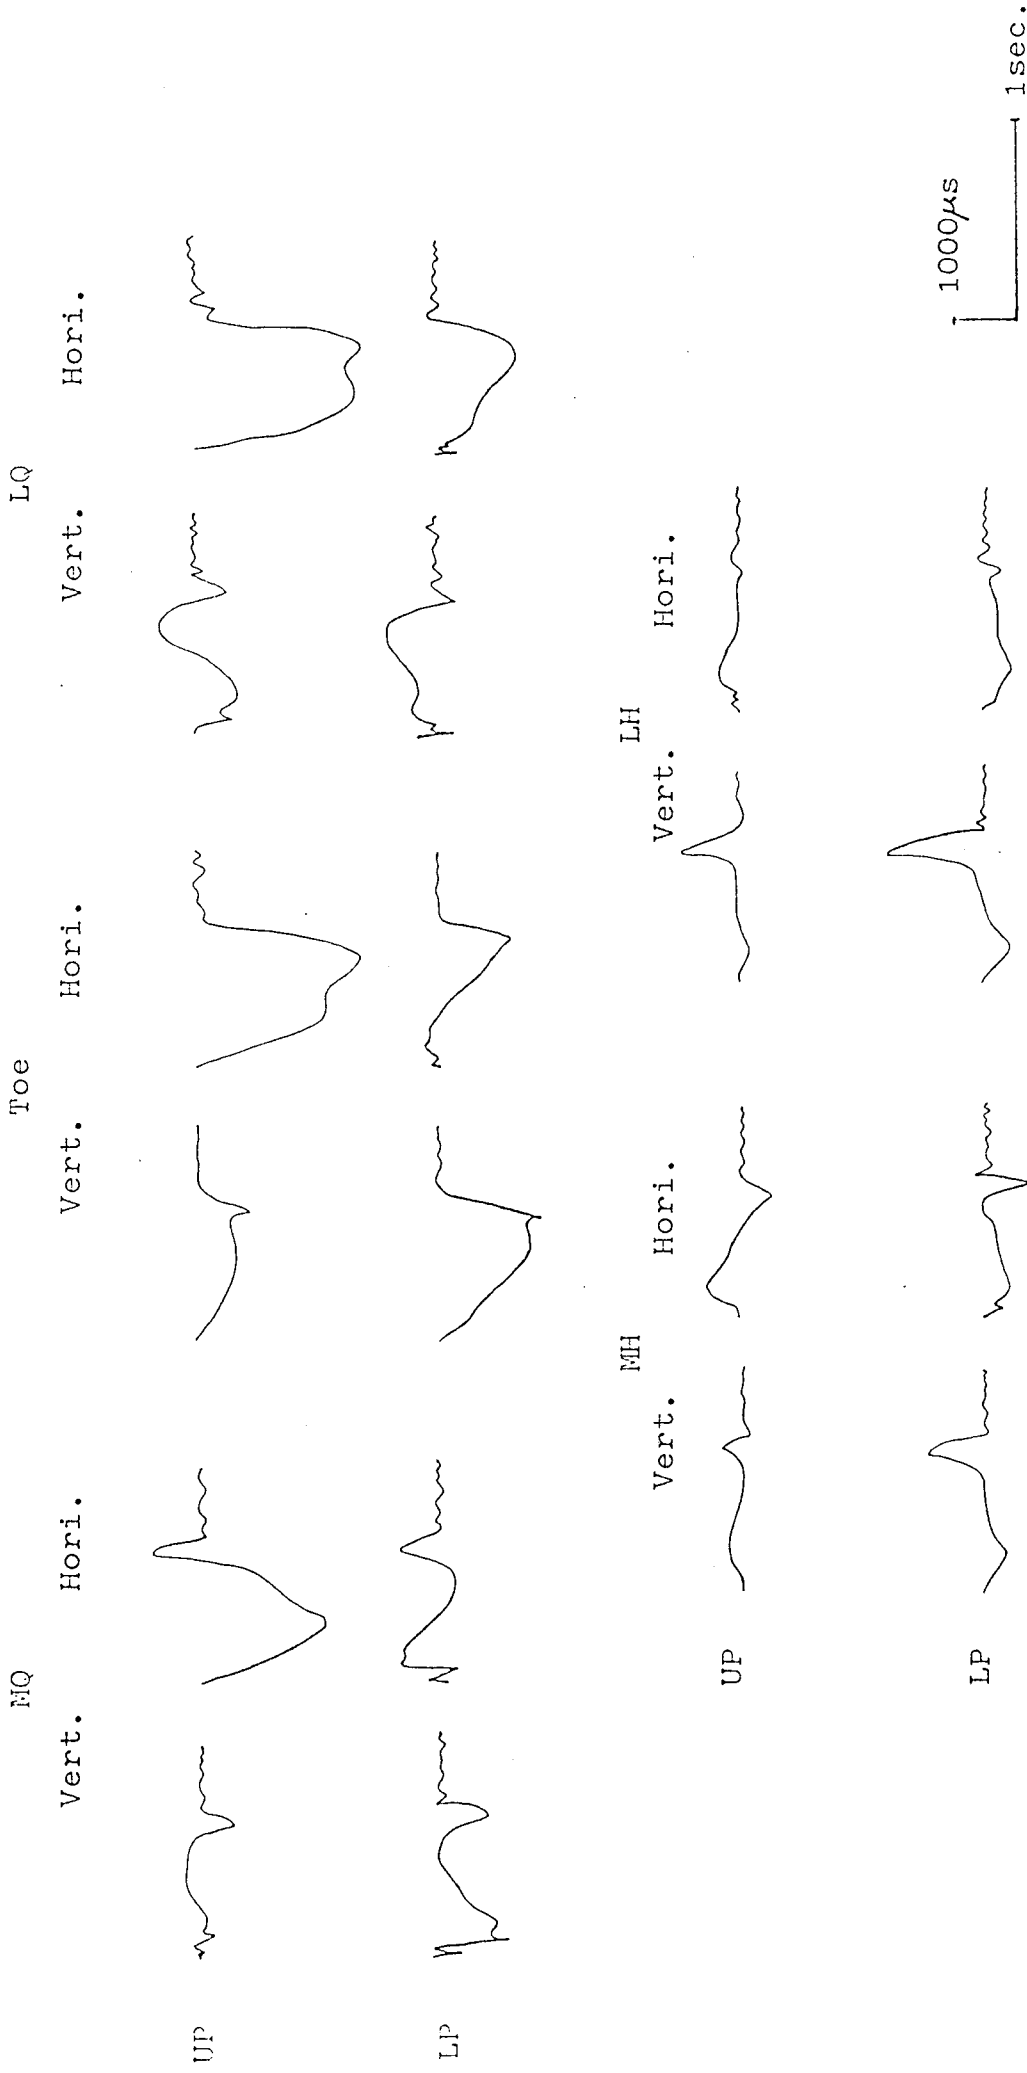 MQ Toe LQ
Vert. Hori. Vert. Hori. Vert. Hori.
UP
LP
MH LH
Vert. Hori. Vert. Hori.
UP
LP
1000μs
1sec.